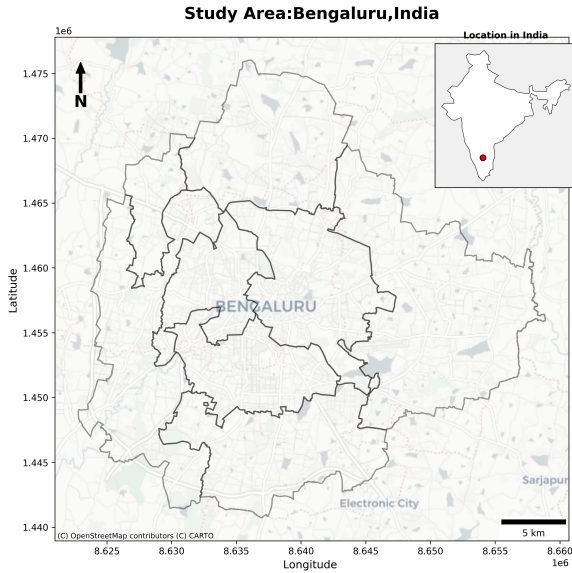 Study Area:Bengaluru,India
1e6
Location in India
N
1.475
1.470
1.465
1.460
1.455
1.450
1.445
1.440
Latitude
BENGALURU
Sarjapur
Electronic City
5 km
(C) OpenStreetMap contributors (C) CARTO
8.625 8.630 8.635 8.640 8.645 8.650 8.655 8.660
1e6
Longitude